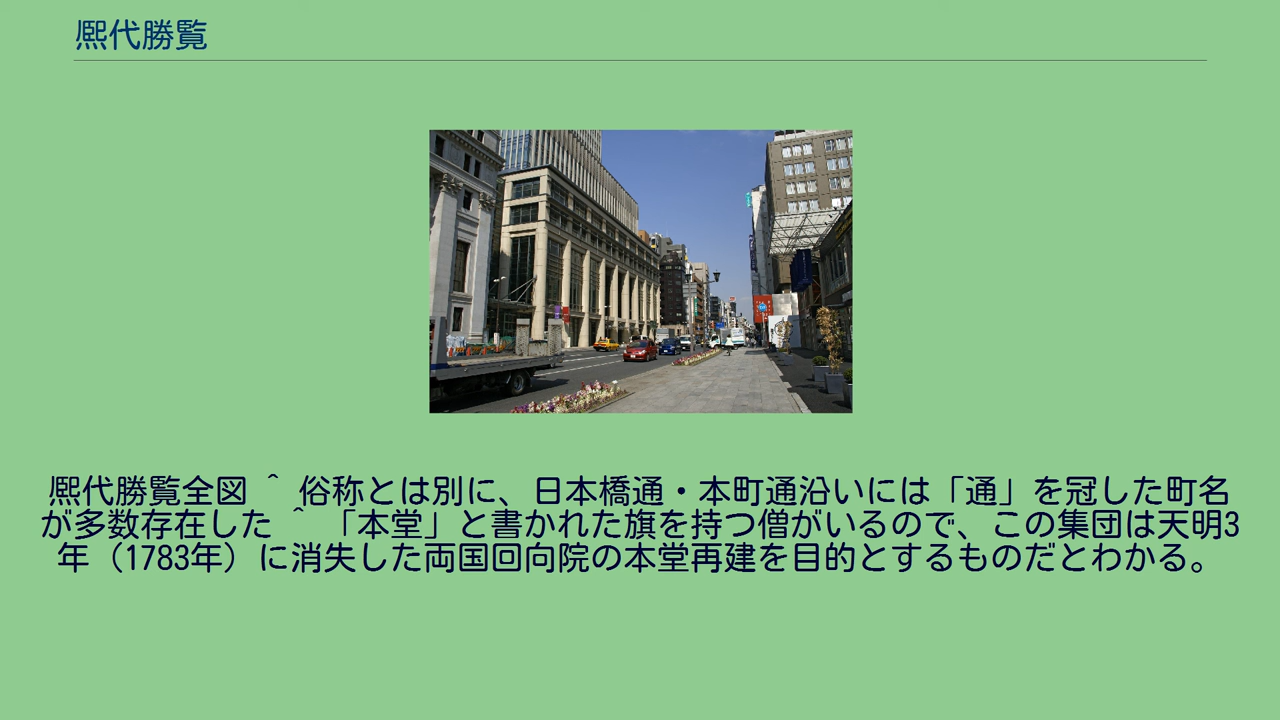 熈代勝覧
熈代勝覧全図 ^ 俗称とは別に、日本橋通・本町通沿いには「通」を冠した町名
が多数存在した ^ 「本堂」と書かれた旗を持つ僧がいるので、この集団は天明3
年（1783年）に消失した両国回向院の本堂再建を目的とするものだとわかる。